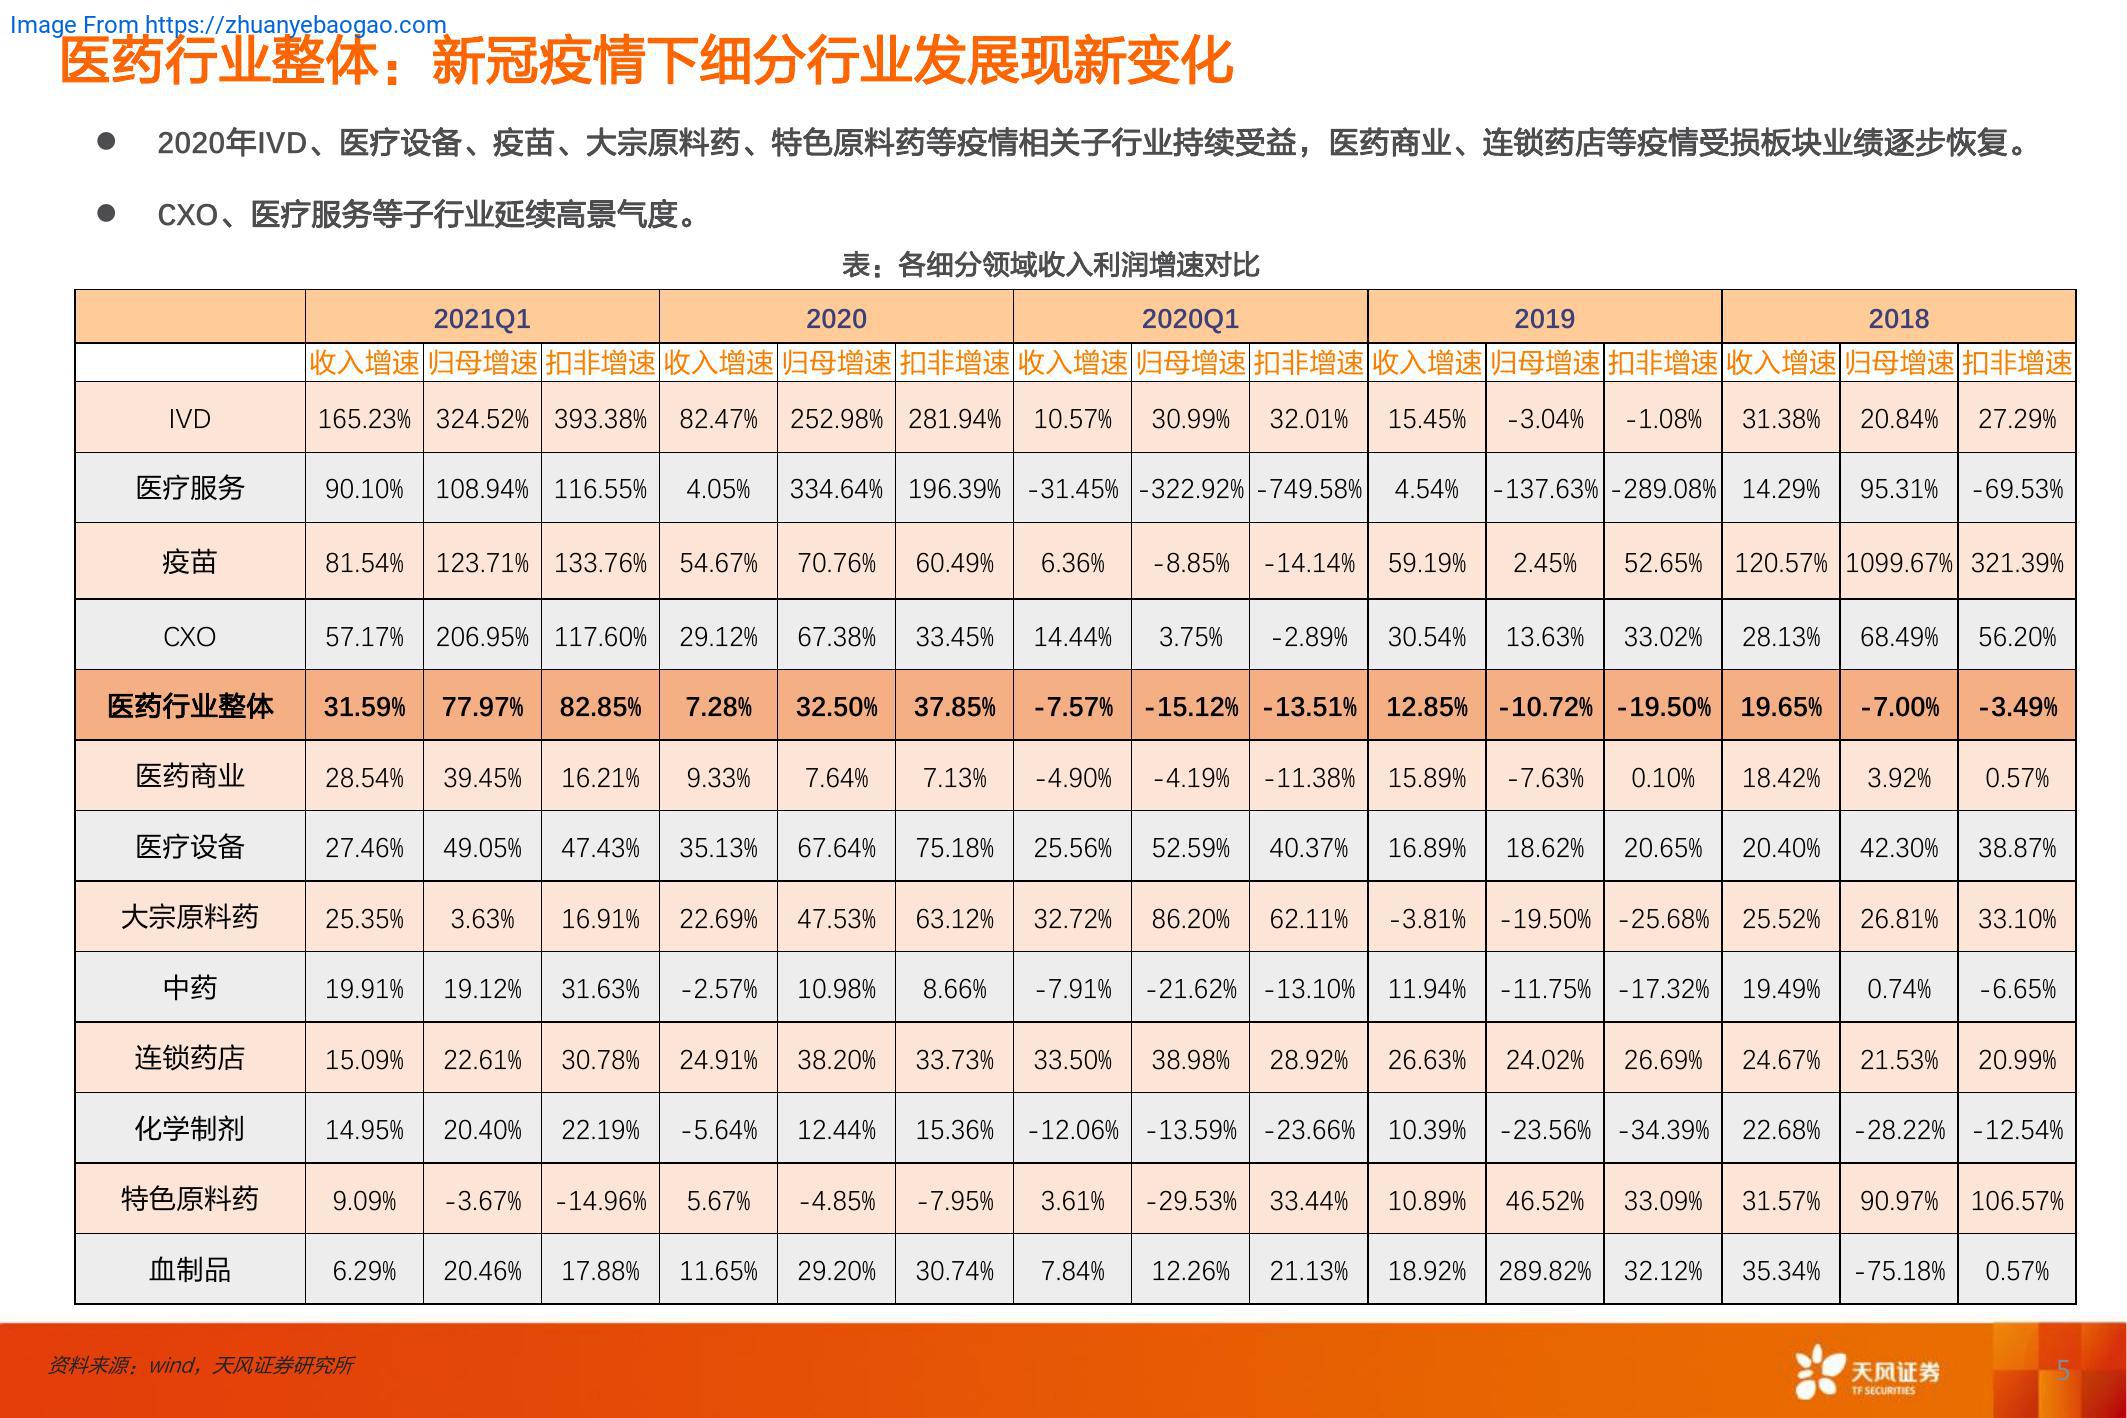 Image From https://zhuanyebaogao.com
医药行业整体：新冠疫情下细分行业发展现新变化
● 2020年IVD、医疗设备、疫苗、大宗原料药、特色原料药等疫情相关子行业持续受益，医药商业、连锁药店等疫情受损板块业绩逐步恢复。
● CXO、医疗服务等子行业延续高景气度。
表：各细分领域收入利润增速对比
2021Q1 2020 2020Q1 2019 2018
收入增速 归母增速 扣非增速 收入增速 归母增速 扣非增速 收入增速 归母增速 扣非增速 收入增速 归母增速 扣非增速 收入增速 归母增速 扣非增速
IVD 165.23% 324.52% 393.38% 82.47% 252.98% 281.94% 10.57% 30.99% 32.01% 15.45% -3.04% -1.08% 31.38% 20.84% 27.29%
医疗服务 90.10% 108.94% 116.55% 4.05% 334.64% 196.39% -31.45% -322.92% -749.58% 4.54% -137.63% -289.08% 14.29% 95.31% -69.53%
疫苗 81.54% 123.71% 133.76% 54.67% 70.76% 60.49% 6.36% -8.85% -14.14% 59.19% 2.45% 52.65% 120.57% 1099.67% 321.39%
CXO 57.17% 206.95% 117.60% 29.12% 67.38% 33.45% 14.44% 3.75% -2.89% 30.54% 13.63% 33.02% 28.13% 68.49% 56.20%
医药行业整体 31.59% 77.97% 82.85% 7.28% 32.50% 37.85% -7.57% -15.12% -13.51% 12.85% -10.72% -19.50% 19.65% -7.00% -3.49%
医药商业 28.54% 39.45% 16.21% 9.33% 7.64% 7.13% -4.90% -4.19% -11.38% 15.89% -7.63% 0.10% 18.42% 3.92% 0.57%
医疗设备 27.46% 49.05% 47.43% 35.13% 67.64% 75.18% 25.56% 52.59% 40.37% 16.89% 18.62% 20.65% 20.40% 42.30% 38.87%
大宗原料药 25.35% 3.63% 16.91% 22.69% 47.53% 63.12% 32.72% 86.20% 62.11% -3.81% -19.50% -25.68% 25.52% 26.81% 33.10%
中药 19.91% 19.12% 31.63% -2.57% 10.98% 8.66% -7.91% -21.62% -13.10% 11.94% -11.75% -17.32% 19.49% 0.74% -6.65%
连锁药店 15.09% 22.61% 30.78% 24.91% 38.20% 33.73% 33.50% 38.98% 28.92% 26.63% 24.02% 26.69% 24.67% 21.53% 20.99%
化学制剂 14.95% 20.40% 22.19% -5.64% 12.44% 15.36% -12.06% -13.59% -23.66% 10.39% -23.56% -34.39% 22.68% -28.22% -12.54%
特色原料药 9.09% -3.67% -14.96% 5.67% -4.85% -7.95% 3.61% -29.53% 33.44% 10.89% 46.52% 33.09% 31.57% 90.97% 106.57%
血制品 6.29% 20.46% 17.88% 11.65% 29.20% 30.74% 7.84% 12.26% 21.13% 18.92% 289.82% 32.12% 35.34% -75.18% 0.57%
资料来源：wind，天风证券研究所
天风证券
TF SECURITIES
5